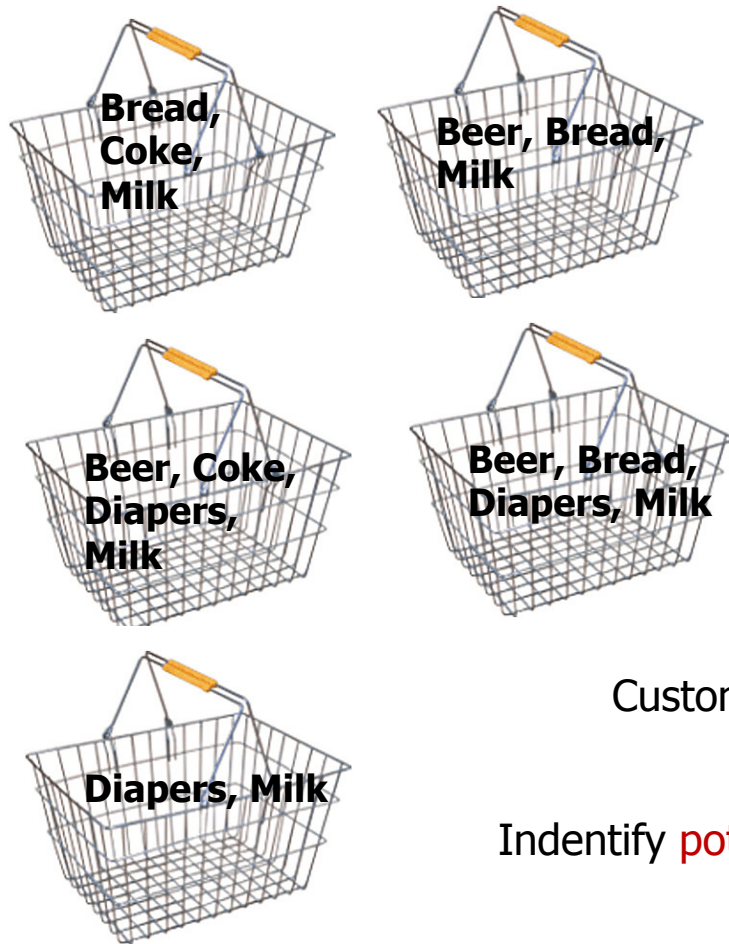 Bread,
Coke,
Milk
Beer, Bread,
Milk
Beer, Coke,
Diapers,
Milk
Beer, Bread,
Diapers, Milk
Diapers, Milk
Indentify